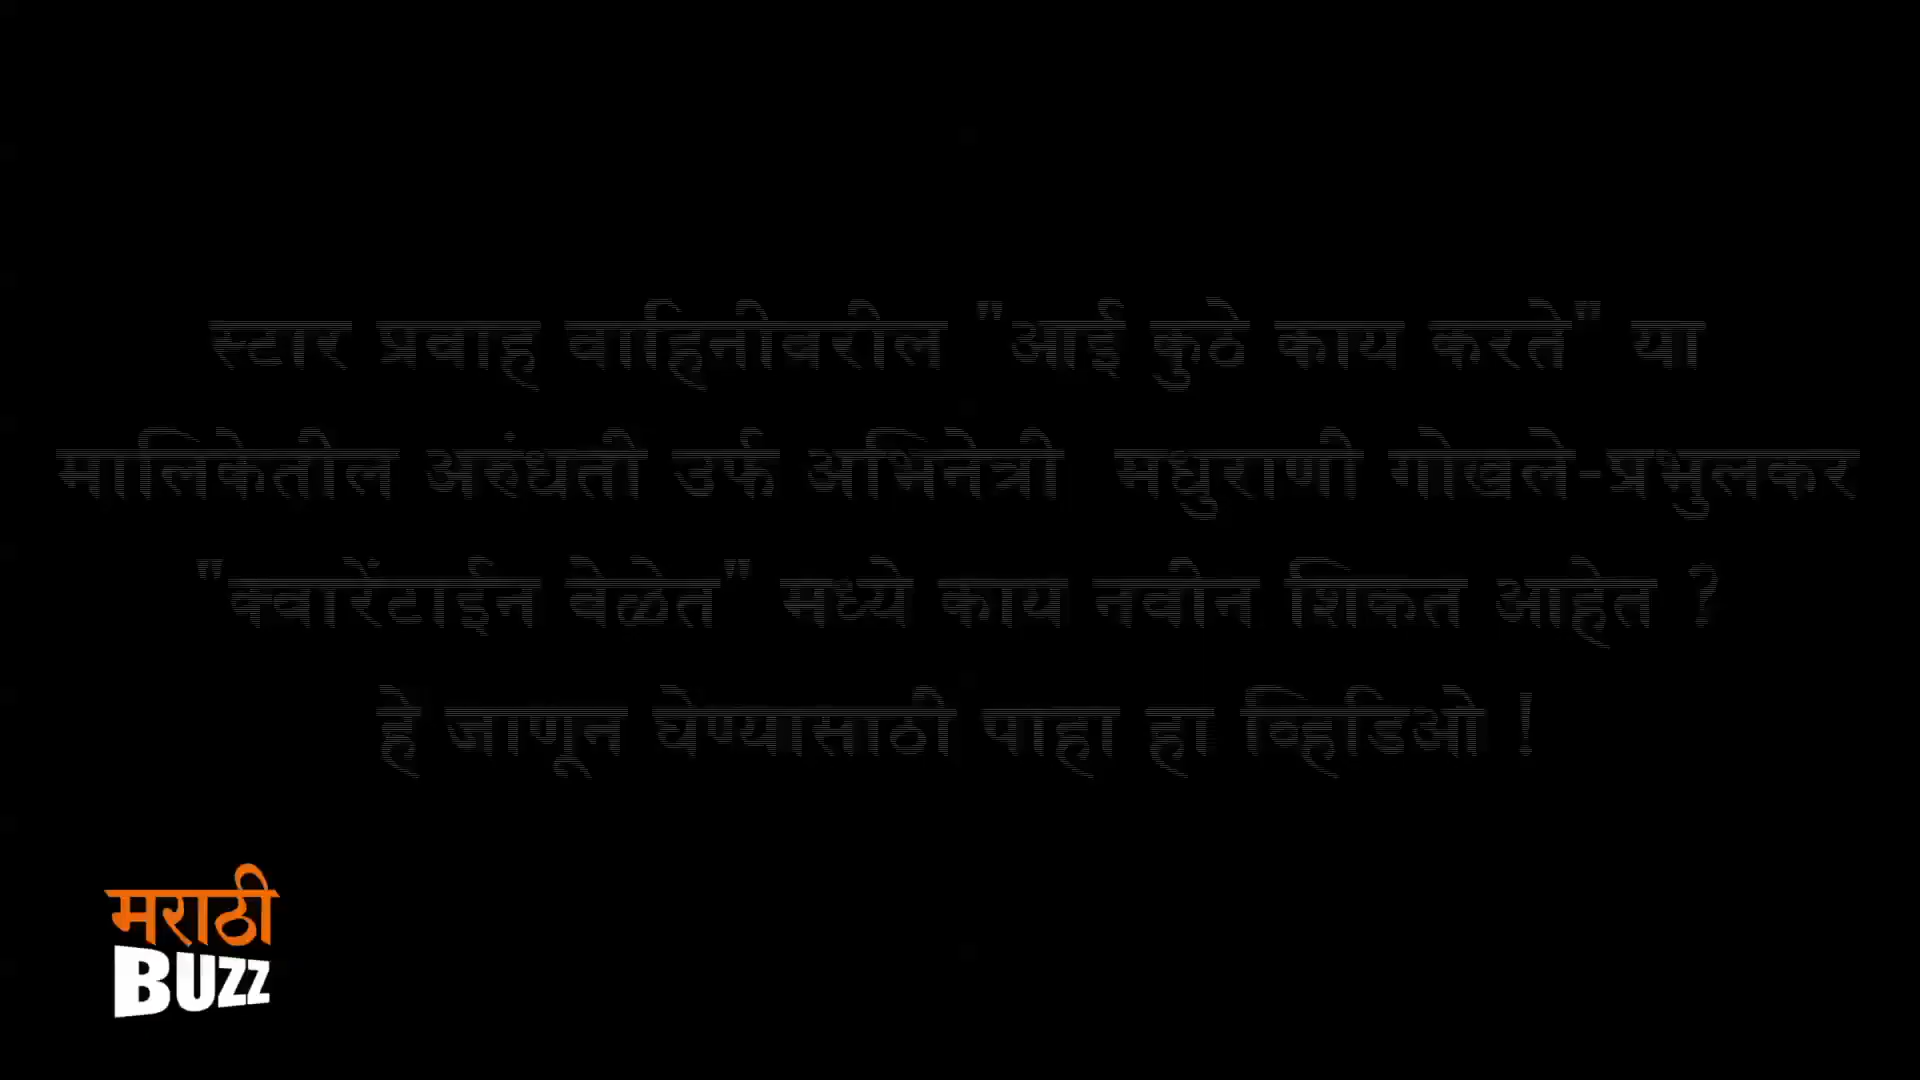 स्टार प्रवाह वाहिनीवरील "आई कुठे काय करते" या
मालिकेतील अरुंधती उर्फ अभिनेत्री मधुराणी गोखले-प्रभुलकर
"क्वारेंटाईन वेळेत" मध्ये काय नवीन शिकत आहेत ?
हे जाणून घेण्यासाठी पाहा हा व्हिडिओ !
मराठी
BUZZ